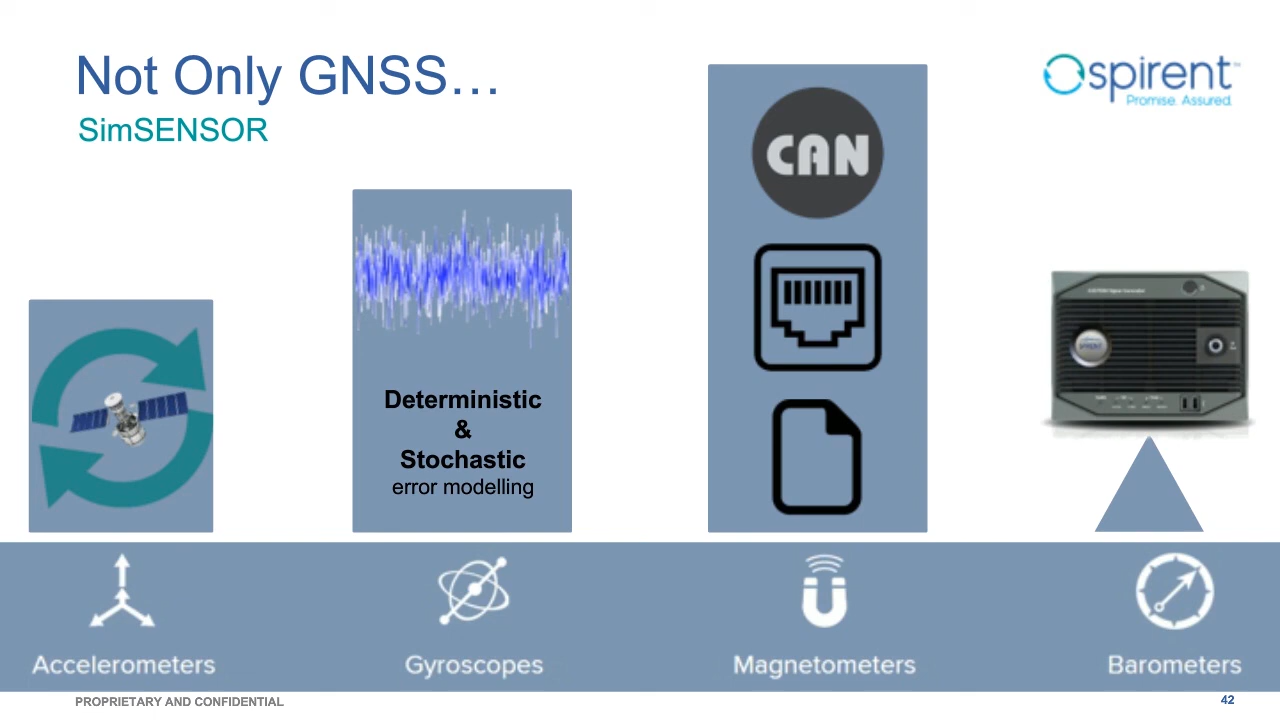 Not Only GNSS…
SimSENSOR
spirent™
Promise. Assured.
CAN
Deterministic
&
Stochastic
error modelling
SPIRENT
Accelerometers
Gyroscopes
Magnetometers
Barometers
PROPRIETARY AND CONFIDENTIAL
42